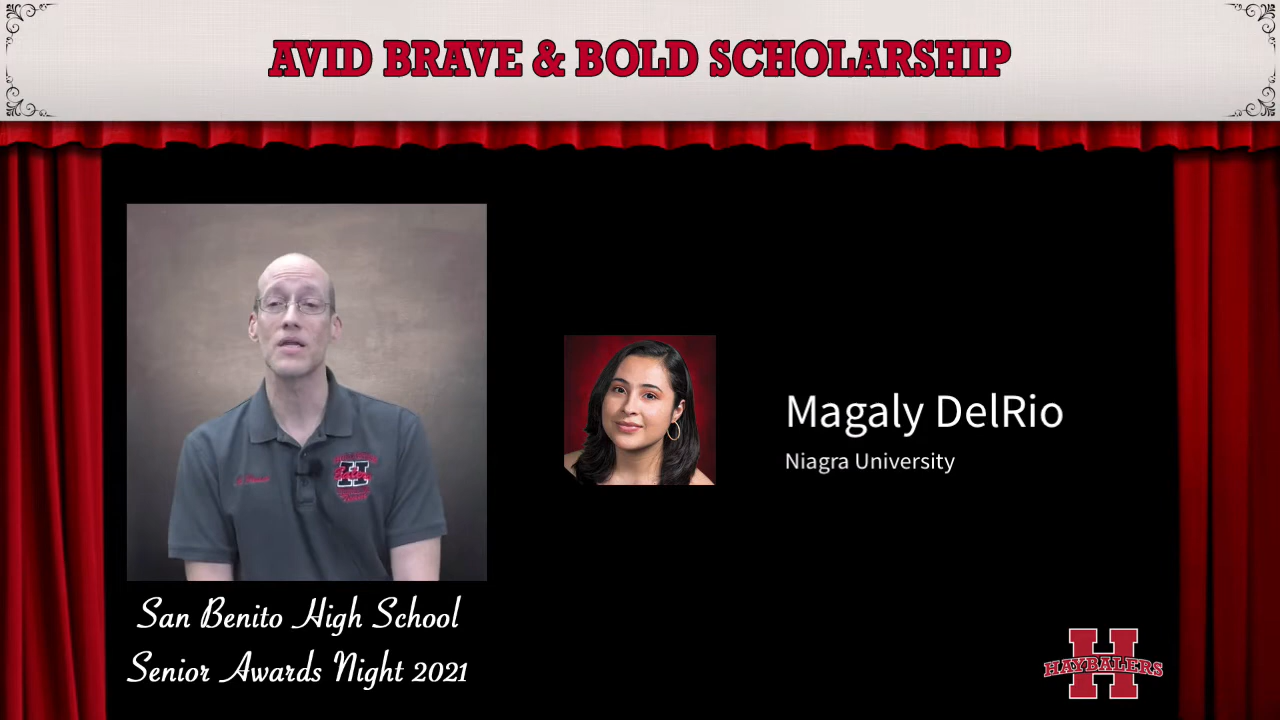 AVID BRAVE & BOLD SCHOLARSHIP
Magaly DelRio
Niagra University
San Benito High School
Senior Awards Night 2021
H
HAYBALERS